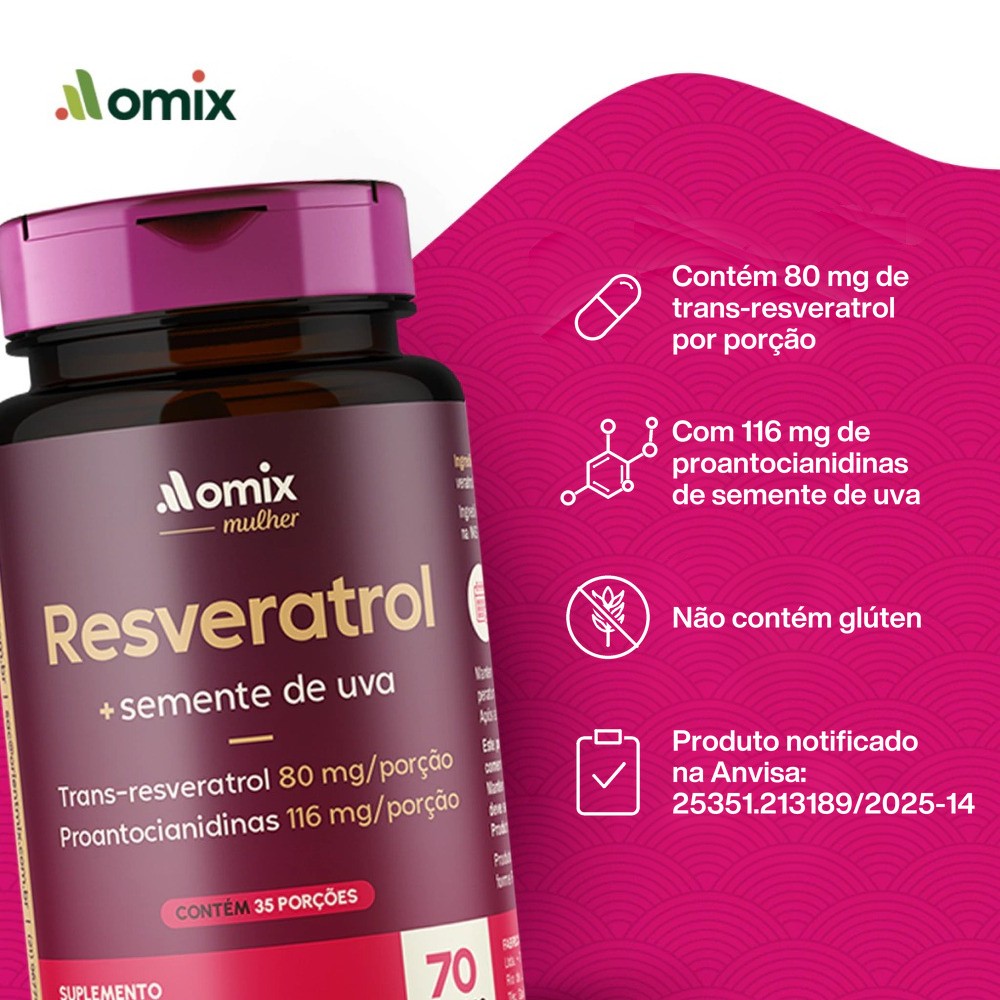 omix
Contém 80 mg de
trans-resveratrol
por porção
Com 116 mg de
proantocianidinas
de semente de uva
Não contém glúten
Produto notificado
na Anvisa:
25351.213189/2025-14
omix
mulher
Resveratrol
+ semente de uva
Trans-resveratrol 80 mg/porção
Proantocianidinas 116 mg/porção
CONTÉM 35 PORÇÕES
70
SUPLEMENTO